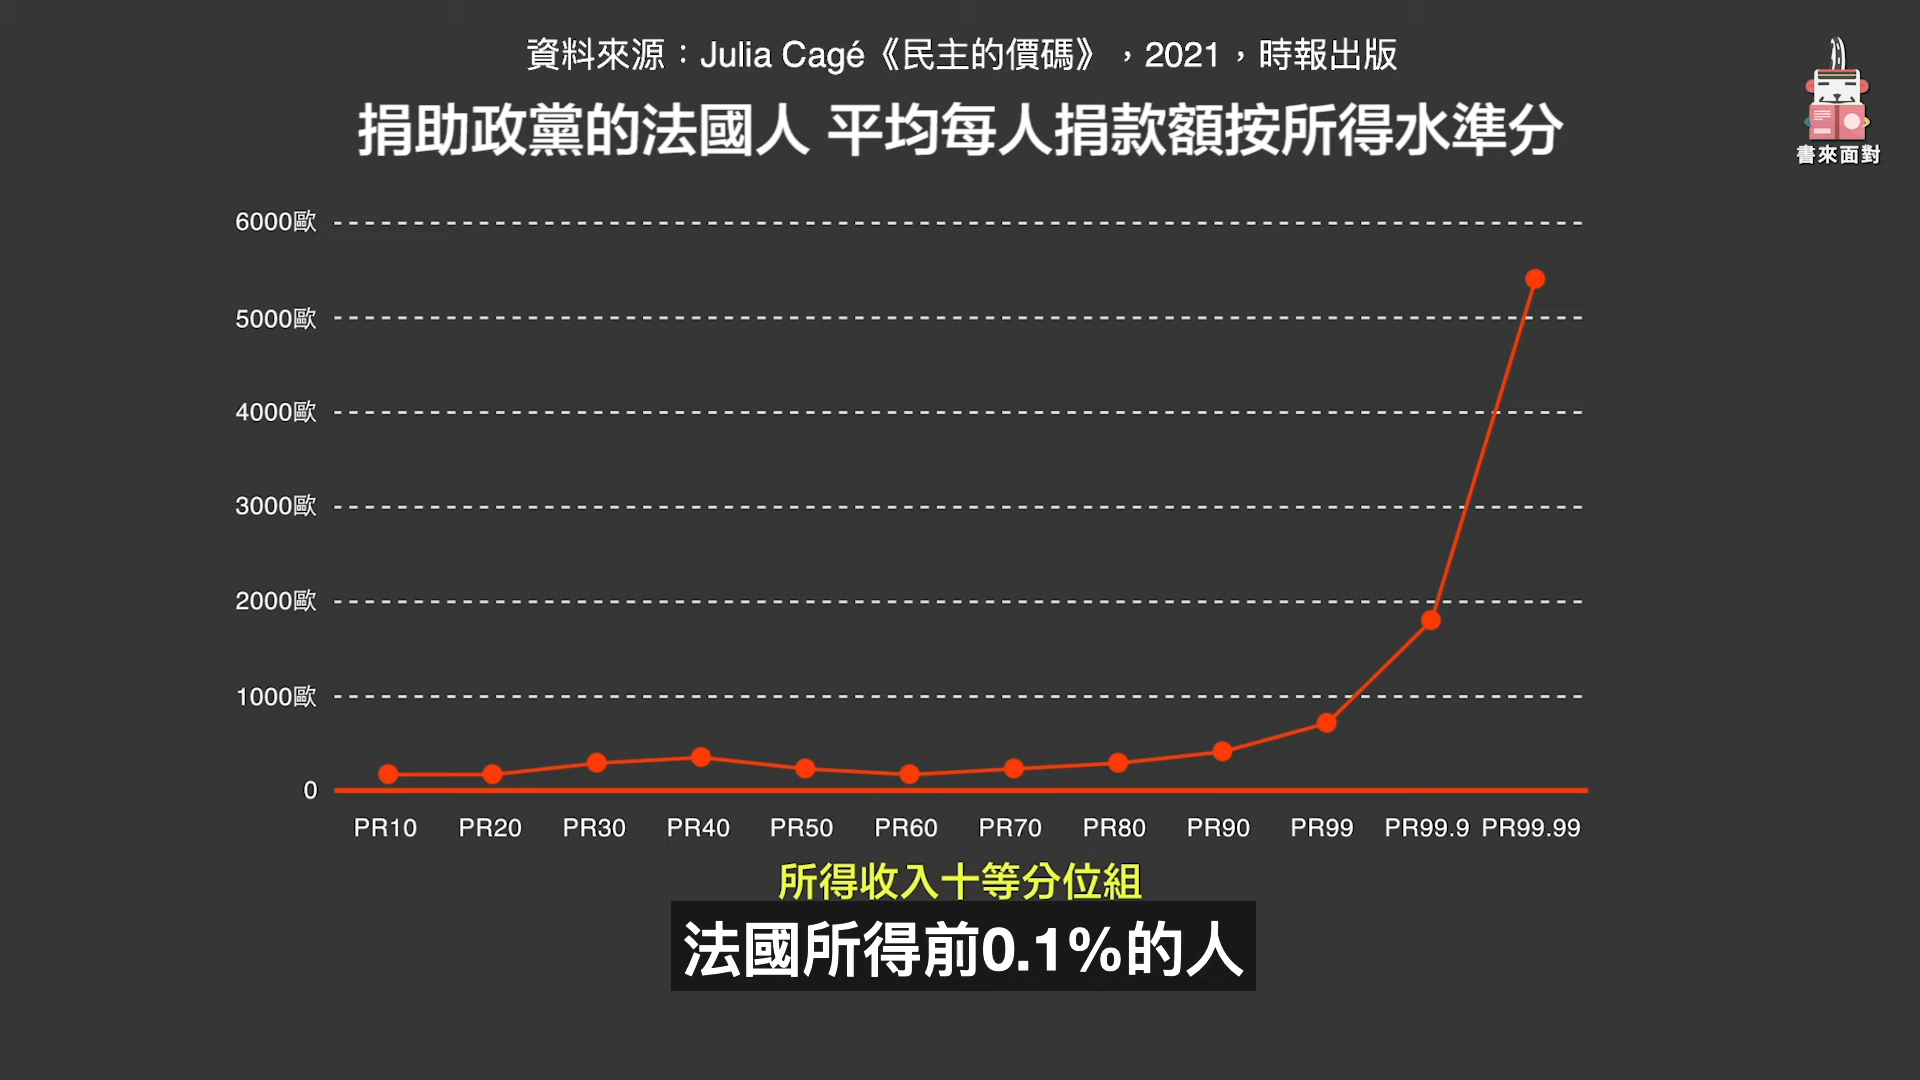 資料來源：Julia Cagé《民主的價碼》，2021，時報出版
書來面對
捐助政黨的法國人 平均每人捐款額按所得水準分
6000歐
5000歐
4000歐
3000歐
2000歐
1000歐
0
PR10 PR20 PR30 PR40 PR50 PR60 PR70 PR80 PR90 PR99 PR99.9 PR99.99
所得收入十等分位組
法國所得前0.1%的人